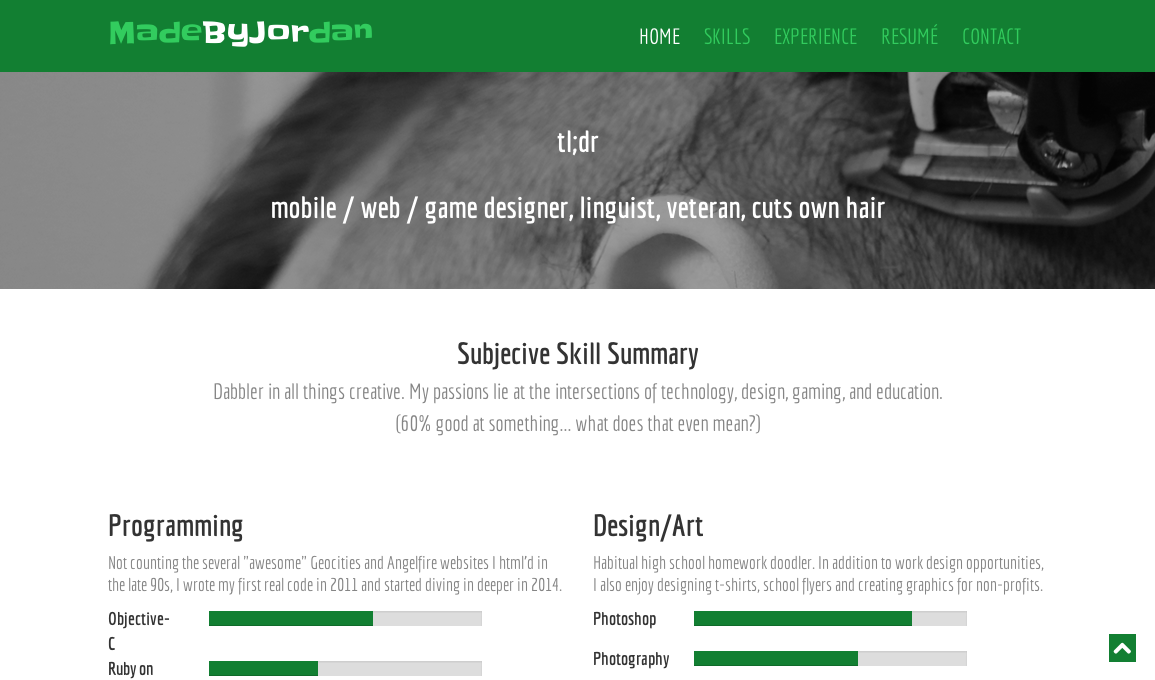 MadeByJordan
HOME SKILLS EXPERIENCE RESUMÉ CONTACT
tl;dr
mobile / web / game designer, linguist, veteran, cuts own hair
Subjecive Skill Summary
Dabbler in all things creative. My passions lie at the intersections of technology, design, gaming, and education.
(60% good at something... what does that even mean?)
Programming
Not counting the several "awesome" Geocities and Angelfire websites I html'd in
the late 90s, I wrote my first real code in 2011 and started diving in deeper in 2014.
Objective-
C
Ruby on
Design/Art
Habitual high school homework doodler. In addition to work design opportunities,
I also enjoy designing t-shirts, school flyers and creating graphics for non-profits.
Photoshop
Photography